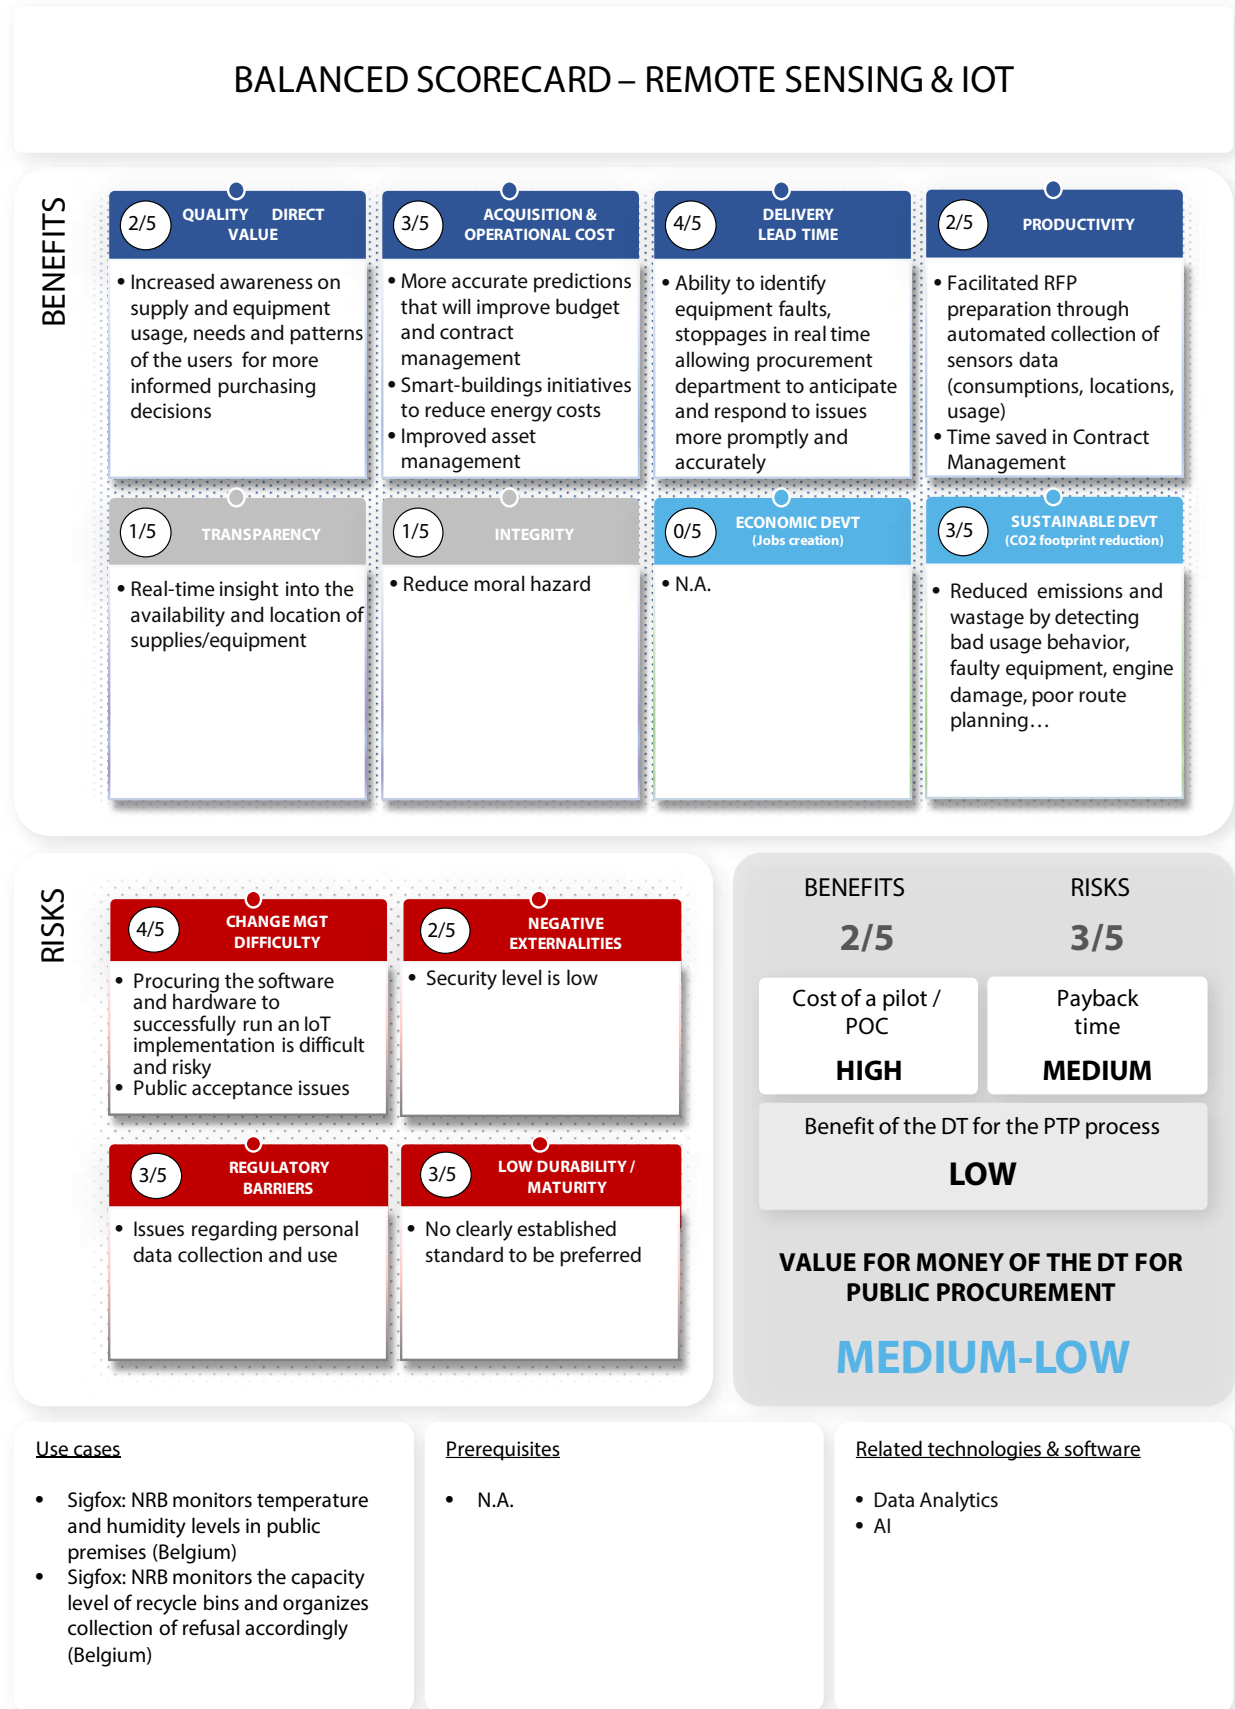 BALANCED SCORECARD – REMOTE SENSING & IOT
BENEFITS
2/5
QUALITY DIRECT
VALUE
• Increased awareness on
supply and equipment
usage, needs and patterns
of the users for more
informed purchasing
decisions
3/5
ACQUISITION &
OPERATIONAL COST
• More accurate predictions
that will improve budget
and contract
management
• Smart-buildings initiatives
to reduce energy costs
• Improved asset
management
4/5
DELIVERY
LEAD TIME
• Ability to identify
equipment faults,
stoppages in real time
allowing procurement
department to anticipate
and respond to issues
more promptly and
accurately
2/5
PRODUCTIVITY
• Facilitated RFP
preparation through
automated collection of
sensors data
(consumptions, locations,
usage)
• Time saved in Contract
Management
1/5
TRANSPARENCY
• Real-time insight into the
availability and location of
supplies/equipment
1/5
INTEGRITY
• Reduce moral hazard
0/5
ECONOMIC DEVT
(Jobs creation)
• N.A.
3/5
SUSTAINABLE DEVT
(CO2 footprint reduction)
• Reduced emissions and
wastage by detecting
bad usage behavior,
faulty equipment, engine
damage, poor route
planning…
RISKS
4/5
CHANGE MGT
DIFFICULTY
• Procuring the software
and hardware to
successfully run an IoT
implementation is difficult
and risky
• Public acceptance issues
2/5
NEGATIVE
EXTERNALITIES
• Security level is low
3/5
REGULATORY
BARRIERS
• Issues regarding personal
data collection and use
3/5
LOW DURABILITY /
MATURITY
• No clearly established
standard to be preferred
BENEFITS
2/5
RISKS
3/5
Cost of a pilot /
POC
HIGH
Payback
time
MEDIUM
Benefit of the DT for the PTP process
LOW
VALUE FOR MONEY OF THE DT FOR
PUBLIC PROCUREMENT
MEDIUM-LOW
Use cases
• Sigfox: NRB monitors temperature
and humidity levels in public
premises (Belgium)
• Sigfox: NRB monitors the capacity
level of recycle bins and organizes
collection of refusal accordingly
(Belgium)
Prerequisites
• N.A.
Related technologies & software
• Data Analytics
• AI